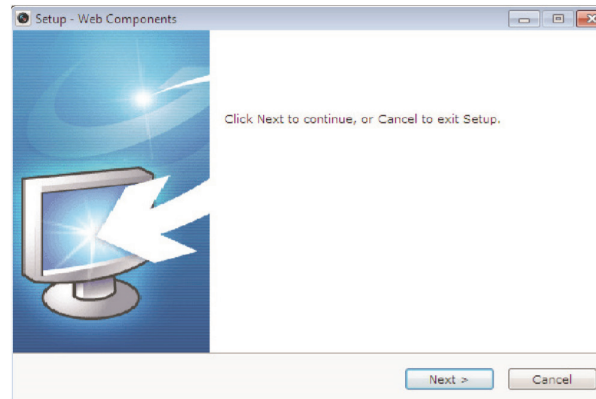 Setup - Web Components
Click Next to continue, or Cancel to exit Setup.
Next >
Cancel